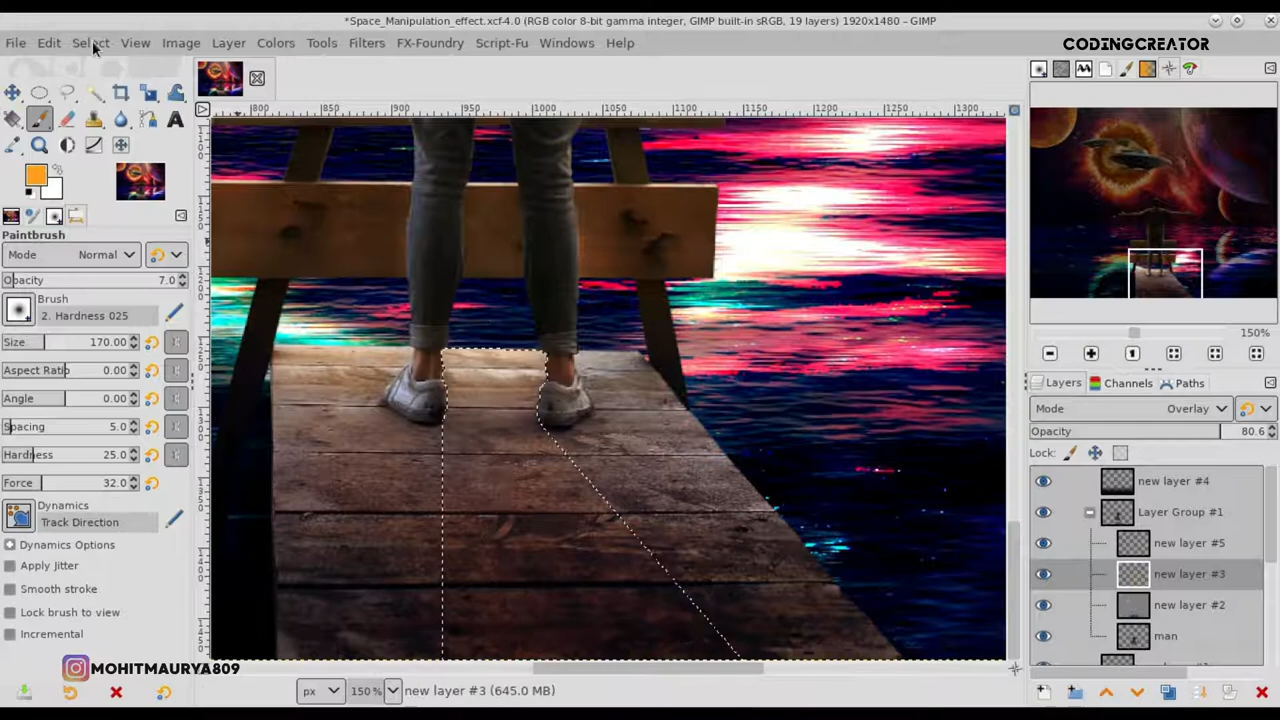 *Space_Manipulation_effect.xcf-4.0 (RGB color 8-bit gamma integer, GIMP built-in sRGB, 19 layers) 1920x1480 – GIMP
File Edit Select View Image Layer Colors Tools Filters FX-Foundry Script-Fu Windows Help
CODINGCREATOR
800 850 900 950 1000 1050 1100 1150 1200 1250 1300
Paintbrush
Mode Normal
Opacity 7.0
Brush
2. Hardness 025
Size 170.00
Aspect Ratio 0.00
Angle 0.00
Spacing 5.0
Hardness 25.0
Force 32.0
Dynamics
Track Direction
Dynamics Options
Apply Jitter
Smooth stroke
Lock brush to view
Incremental
MOHITMAURYA809
px 150% new layer #3 (645.0 MB)
150%
Layers Channels Paths
Mode Overlay
Opacity 80.6
Lock:
new layer #4
Layer Group #1
new layer #5
new layer #3
new layer #2
man